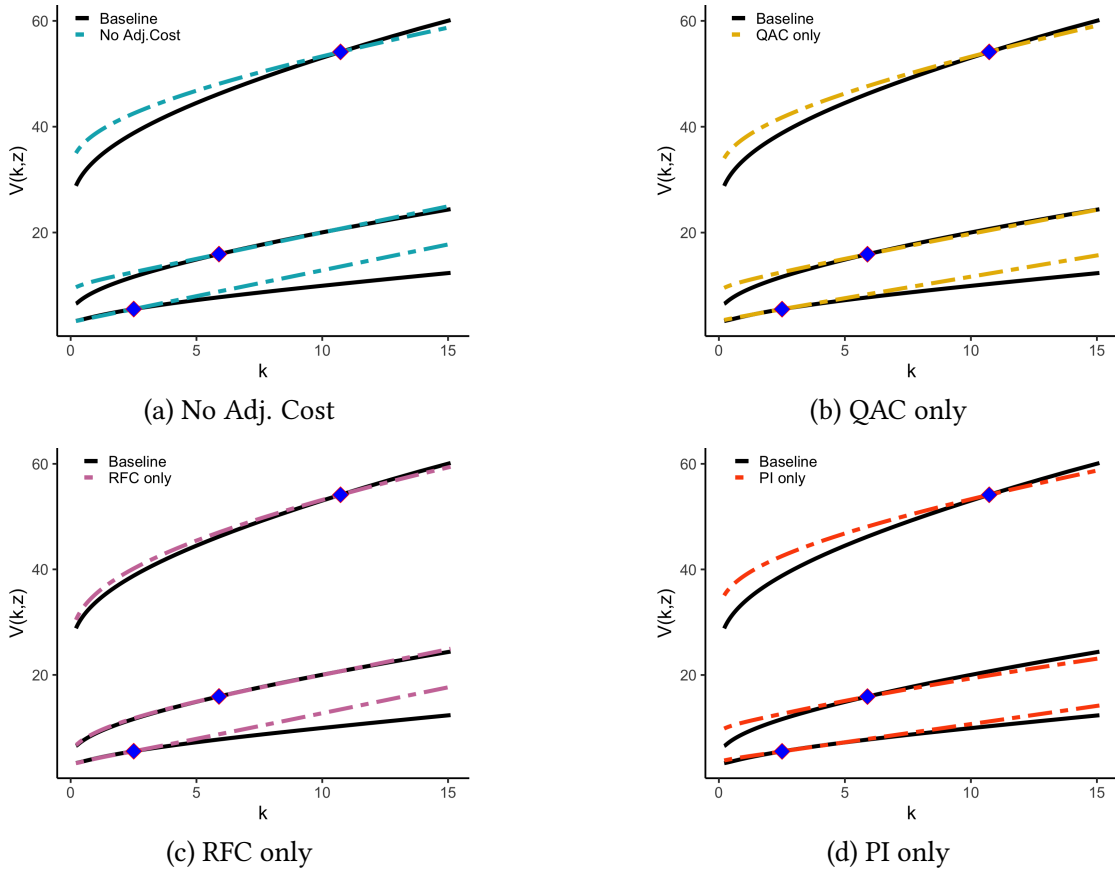 60
40
20
V(k,z)
Baseline
No Adj.Cost
0
5
10
15
k
(a) No Adj. Cost
60
40
20
V(k,z)
Baseline
QAC only
0
5
10
15
k
(b) QAC only
60
40
20
V(k,z)
Baseline
RFC only
0
5
10
15
k
(c) RFC only
60
40
20
V(k,z)
Baseline
PI only
0
5
10
15
k
(d) PI only